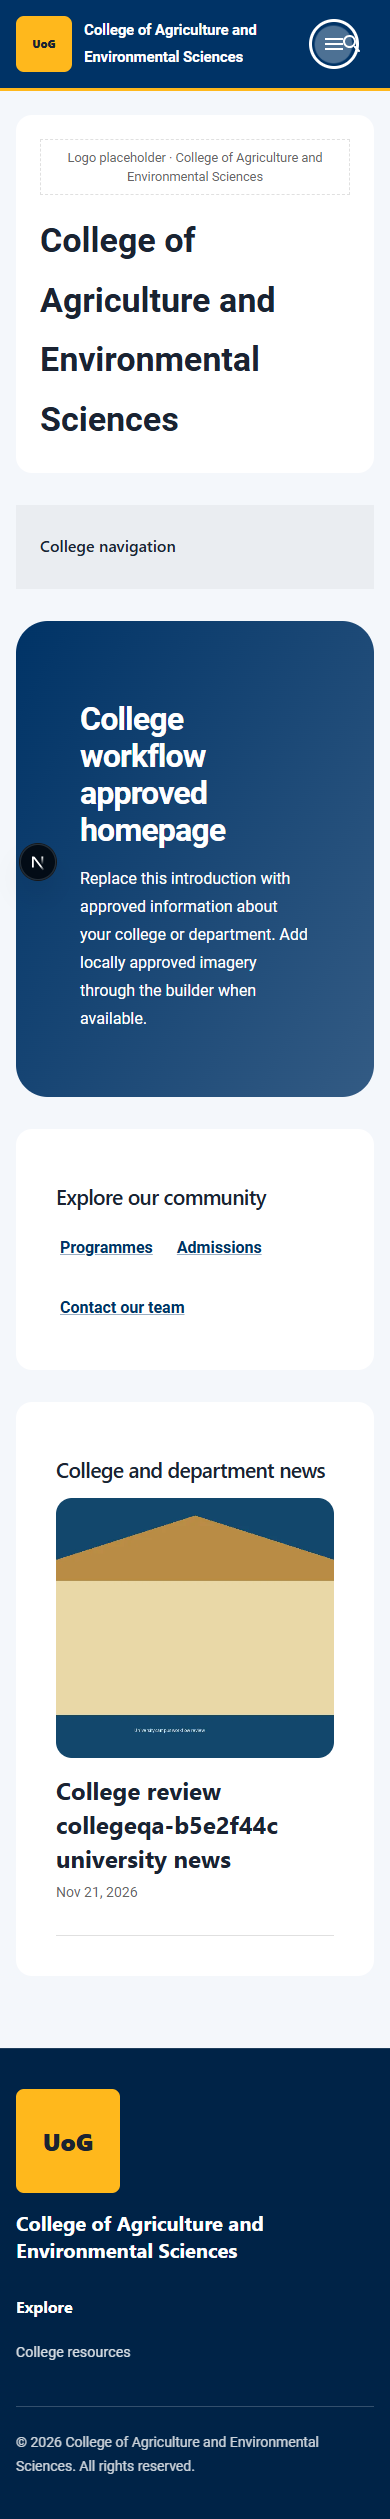 UoG
College of Agriculture and
Environmental Sciences
Logo placeholder · College of Agriculture and
Environmental Sciences
College of
Agriculture and
Environmental
Sciences
College navigation
College
workflow
approved
homepage
N
Replace this introduction with
approved information about
your college or department. Add
locally approved imagery
through the builder when
available.
Explore our community
Programmes Admissions
Contact our team
College and department news
University campus workflow review
College review
collegeqa-b5e2f44c
university news
Nov 21, 2026
UoG
College of Agriculture and
Environmental Sciences
Explore
College resources
© 2026 College of Agriculture and Environmental
Sciences. All rights reserved.